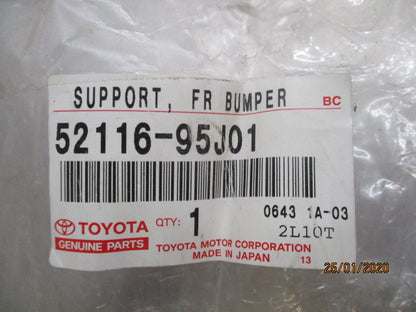 SUPPORT, FR BUMPER BC
52116-95J01
TOYOTA QTY: 1 0643 1A-03
GENUINE PARTS 2L10T
TOYOTA MOTOR CORPORATION
MADE IN JAPAN 13
25/01/2020